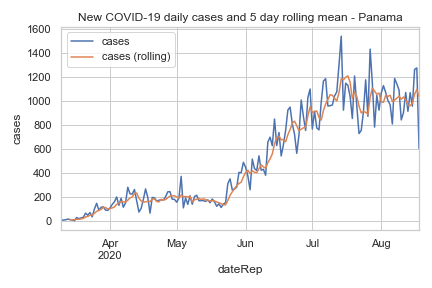 New COVID-19 daily cases and 5 day rolling mean - Panama
cases
cases (rolling)
1600
1400
1200
1000
800
600
400
200
0
cases
Apr
2020
May
Jun
Jul
Aug
dateRep